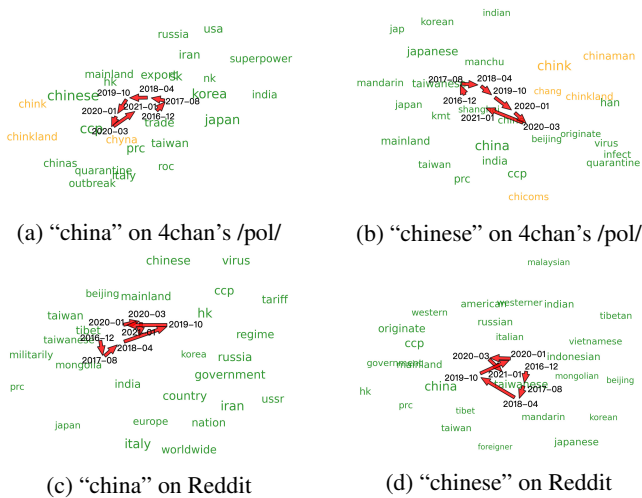 russia usa
iran
superpower
mainland export sk nk
hk
2019-10 2018-04
chinese korea india
2017-08
chink 2020-01 2021-01
2016-12
ccp trade japan
2020-03
chinkland chyna
prc taiwan
chinas roc
quarantine
italy
outbreak
(a) “china” on 4chan’s /pol/
indian
jap korean
chinaman
japanese chink
manchu
2017-08 2018-04
mandarin taiwanese chang
2019-10 chinkland
2016-12
japan shanghai 2020-01 han
kmt 2021-01
2020-03
mainland beijing originate
china virus
taiwan india infect
quarantine
prc ccp
chicoms
(b) “chinese” on 4chan’s /pol/
chinese virus
beijing mainland ccp
tariff
2020-03 hk
taiwan 2020-01 2019-10
tibet 2021-01
2016-12 regime
taiwanese 2018-04
militarily 2017-08 korea
mongolia russia
government
prc india
country iran ussr
japan europe nation
italy
worldwide
(c) “china” on Reddit
malaysian
western american westerner indian
tibetan
originate russian
ccp italian vietnamese
2020-03 2020-01
government indonesian
mainland 2016-12
2019-10 2021-01 mongolian
china taiwanese beijing
hk 2017-08
prc 2018-04
tibet mandarin korean
taiwan
foreigner japanese
(d) “chinese” on Reddit